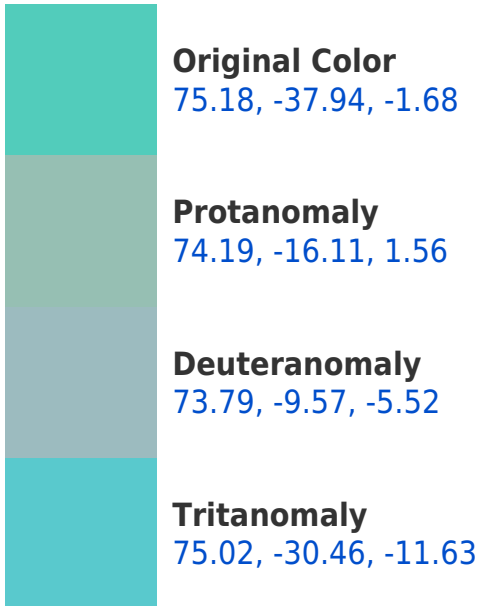 Original Color
75.18, -37.94, -1.68
Protanomaly
74.19, -16.11, 1.56
Deuteranomaly
73.79, -9.57, -5.52
Tritanomaly
75.02, -30.46, -11.63